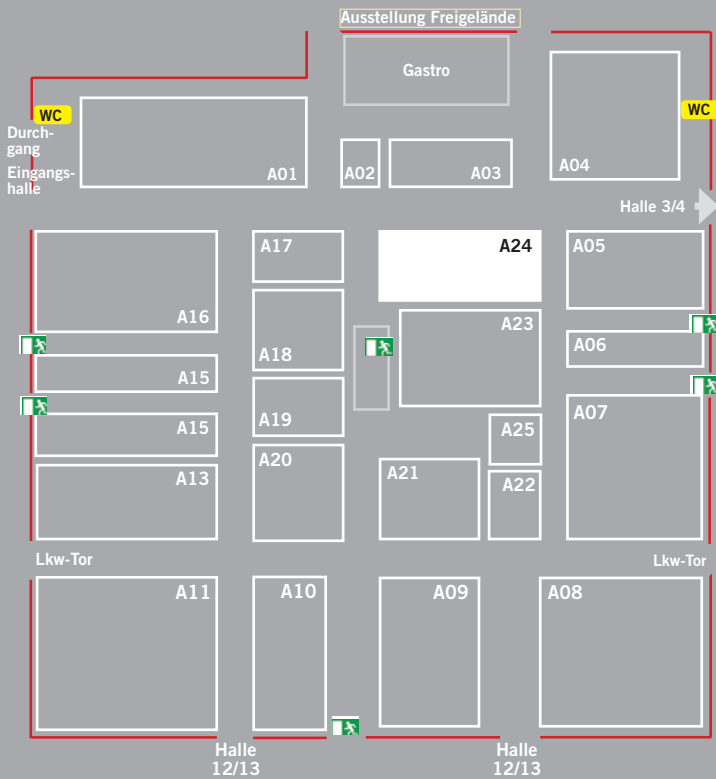 Ausstellung Freigelände
Gastro
WC
WC
Durch-
gang
Eingangs-
halle
A01
A02
A03
A04
Halle 3/4
A17
A24
A05
A16
A18
A23
A06
A15
A19
A07
A15
A25
A13
A20
A21
A22
Lkw-Tor
Lkw-Tor
A11
A10
A09
A08
Halle
12/13
Halle
12/13